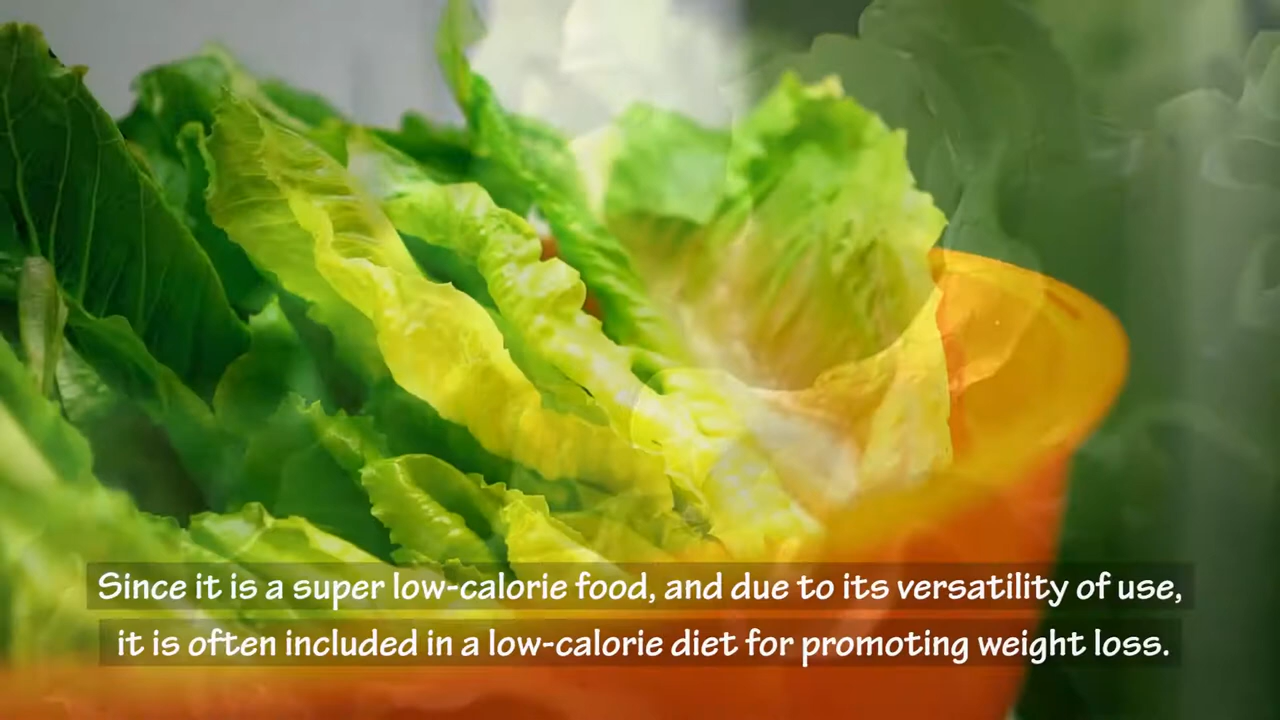 Since it is a super low-calorie food, and due to its versatility of use,
it is often included in a low-calorie diet for promoting weight loss.